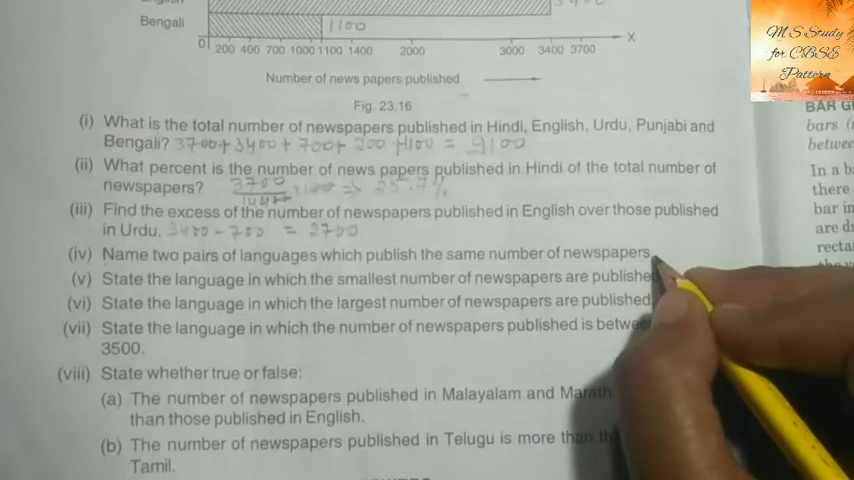 English
Bengali 1100
0 200 400 700 1000 1100 1400 2000 3000 3400 3700 X
Number of news papers published
Fig. 23.16
(i) What is the total number of newspapers published in Hindi, English, Urdu, Punjabi and
Bengali? 3700+3400+700+200+1100 = 9100
(ii) What percent is the number of news papers published in Hindi of the total number of
newspapers? 3700 ×100 ⇒ 25.7%
(iii) Find the excess of the number of newspapers published in English over those published
in Urdu. 3400-700 = 2700
(iv) Name two pairs of languages which publish the same number of newspapers
(v) State the language in which the smallest number of newspapers are publishe
(vi) State the language in which the largest number of newspapers are published.
(vii) State the language in which the number of newspapers published is betwe
3500.
(viii) State whether true or false:
(a) The number of newspapers published in Malayalam and Marath
than those published in English.
(b) The number of newspapers published in Telugu is more than th
Tamil.
M S Study
for CBSE
Pattern
BAR G
bars (
betwee
In a ba
there
bar in
are dr
recta